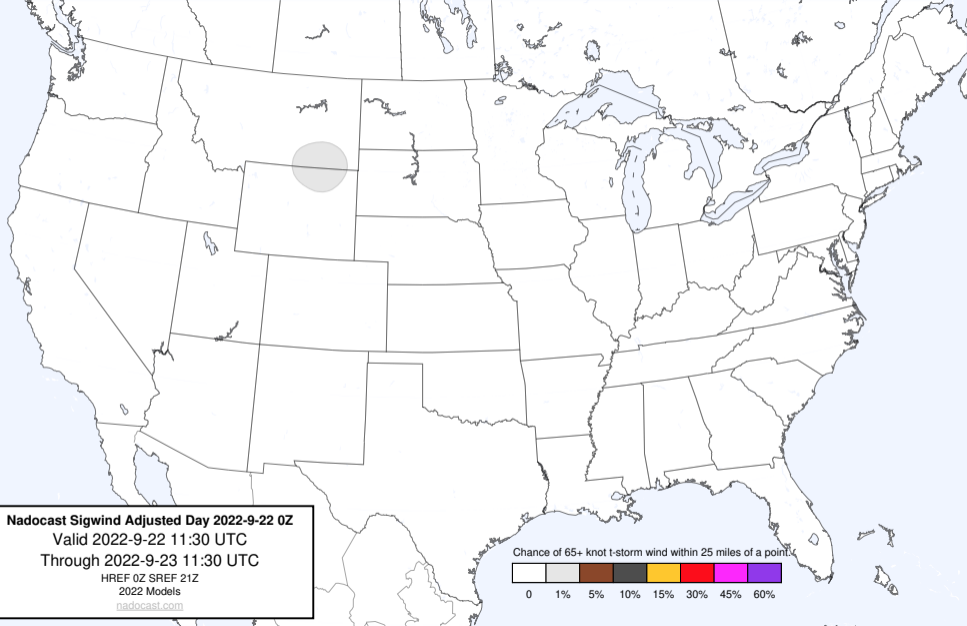 Nadocast Sigwind Adjusted Day 2022-9-22 0Z
Valid 2022-9-22 11:30 UTC
Through 2022-9-23 11:30 UTC
HREF 0Z SREF 21Z
2022 Models
nadocast.com
Chance of 65+ knot t-storm wind within 25 miles of a point.
0 1% 5% 10% 15% 30% 45% 60%